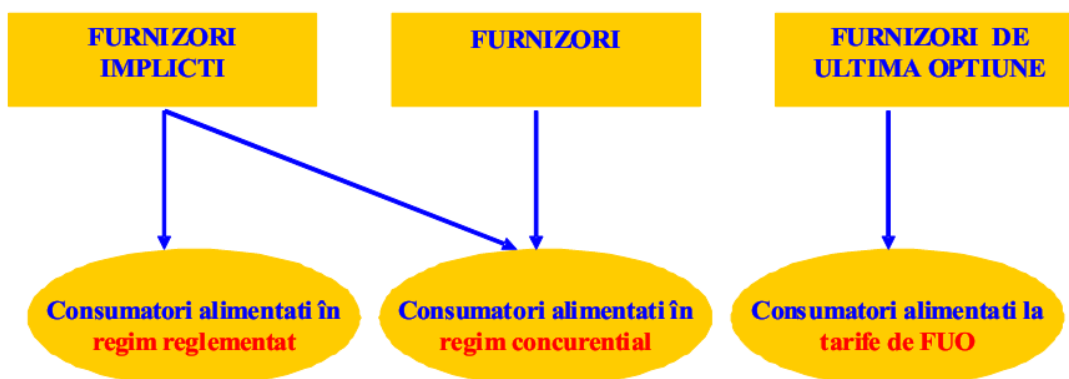 FURNIZORI
IMPLICTI
FURNIZORI
FURNIZORI DE
ULTIMA OPTIUNE
Consumatori alimentati în
regim reglementat
Consumatori alimentati în
regim concurential
Consumatori alimentati la
tarife de FUO